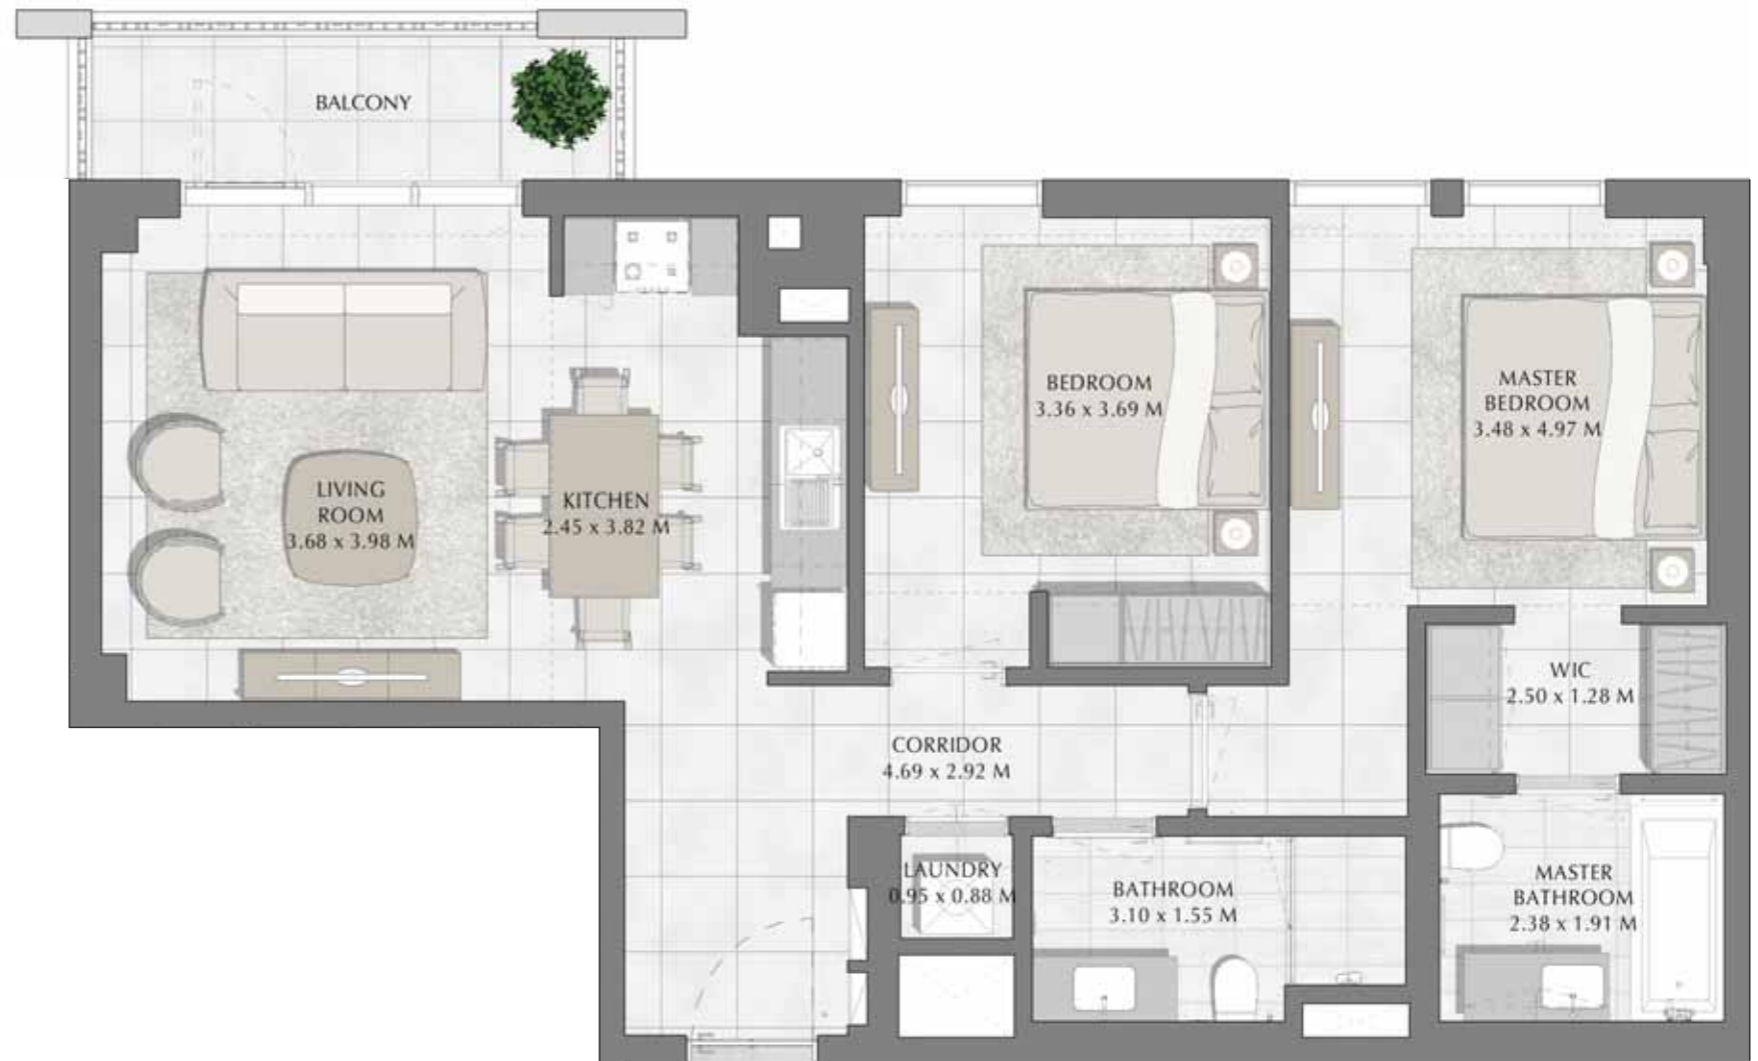 BALCONY
LIVING
ROOM
3.68 x 3.98 M
KITCHEN
2.45 x 3.82 M
BEDROOM
3.36 x 3.69 M
MASTER
BEDROOM
3.48 x 4.97 M
WIC
2.50 x 1.28 M
CORRIDOR
4.69 x 2.92 M
LAUNDRY
0.95 x 0.88 M
BATHROOM
3.10 x 1.55 M
MASTER
BATHROOM
2.38 x 1.91 M